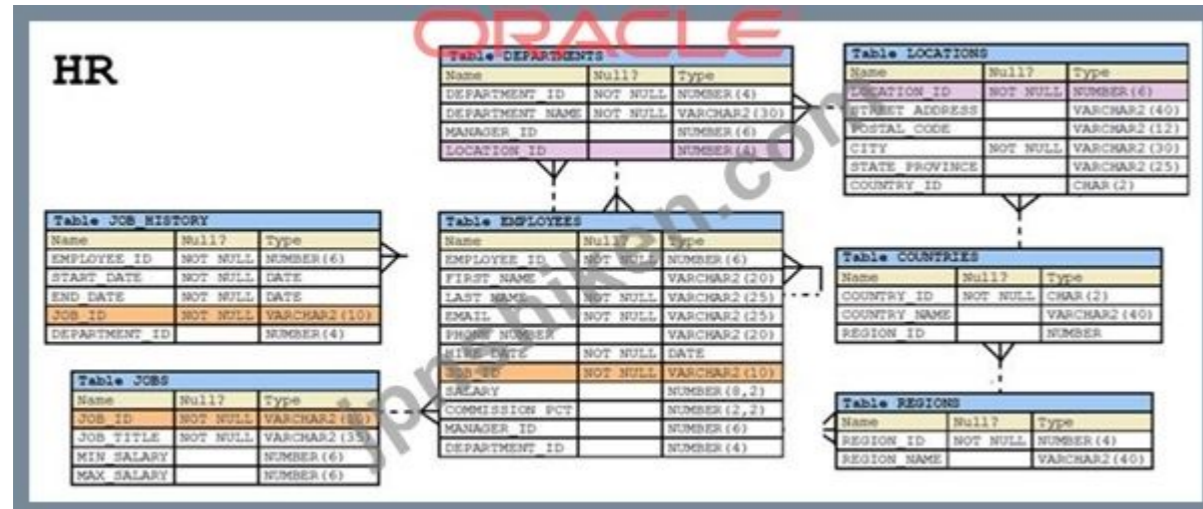 ORACLE
HR
Table DEPARTMENTS
Name Null? Type
DEPARTMENT_ID NOT NULL NUMBER(4)
DEPARTMENT NAME NOT NULL VARCHAR2(30)
MANAGER_ID NUMBER(6)
LOCATION_ID NUMBER(4)
Table LOCATIONS
Name Null? Type
LOCATION_ID NOT NULL NUMBER(6)
STREET ADDRESS VARCHAR2(40)
POSTAL_CODE VARCHAR2(12)
CITY NOT NULL VARCHAR2(30)
STATE_PROVINCE VARCHAR2(25)
COUNTRY_ID CHAR(2)
Table JOB_HISTORY
Name Null? Type
EMPLOYEE_ID NOT NULL NUMBER(6)
START_DATE NOT NULL DATE
END_DATE NOT NULL DATE
JOB_ID NOT NULL VARCHAR2(10)
DEPARTMENT_ID NUMBER(4)
Table EMPLOYEES
Name Null? Type
EMPLOYEE_ID NOT NULL NUMBER(6)
FIRST_NAME VARCHAR2(20)
LAST_NAME NOT NULL VARCHAR2(25)
EMAIL NOT NULL VARCHAR2(25)
PHONE_NUMBER VARCHAR2(20)
HIRE_DATE NOT NULL DATE
JOB_ID NOT NULL VARCHAR2(10)
SALARY NUMBER(8,2)
COMMISSION_PCT NUMBER(2,2)
MANAGER_ID NUMBER(6)
DEPARTMENT_ID NUMBER(4)
Table COUNTRIES
Name Null? Type
COUNTRY_ID NOT NULL CHAR(2)
COUNTRY_NAME VARCHAR2(40)
REGION_ID NUMBER
Table JOBS
Name Null? Type
JOB_ID NOT NULL VARCHAR2(10)
JOB_TITLE NOT NULL VARCHAR2(35)
MIN_SALARY NUMBER(6)
MAX_SALARY NUMBER(6)
Table REGIONS
Name Null? Type
REGION_ID NOT NULL NUMBER(4)
REGION_NAME VARCHAR2(40)
jpnshiken.com